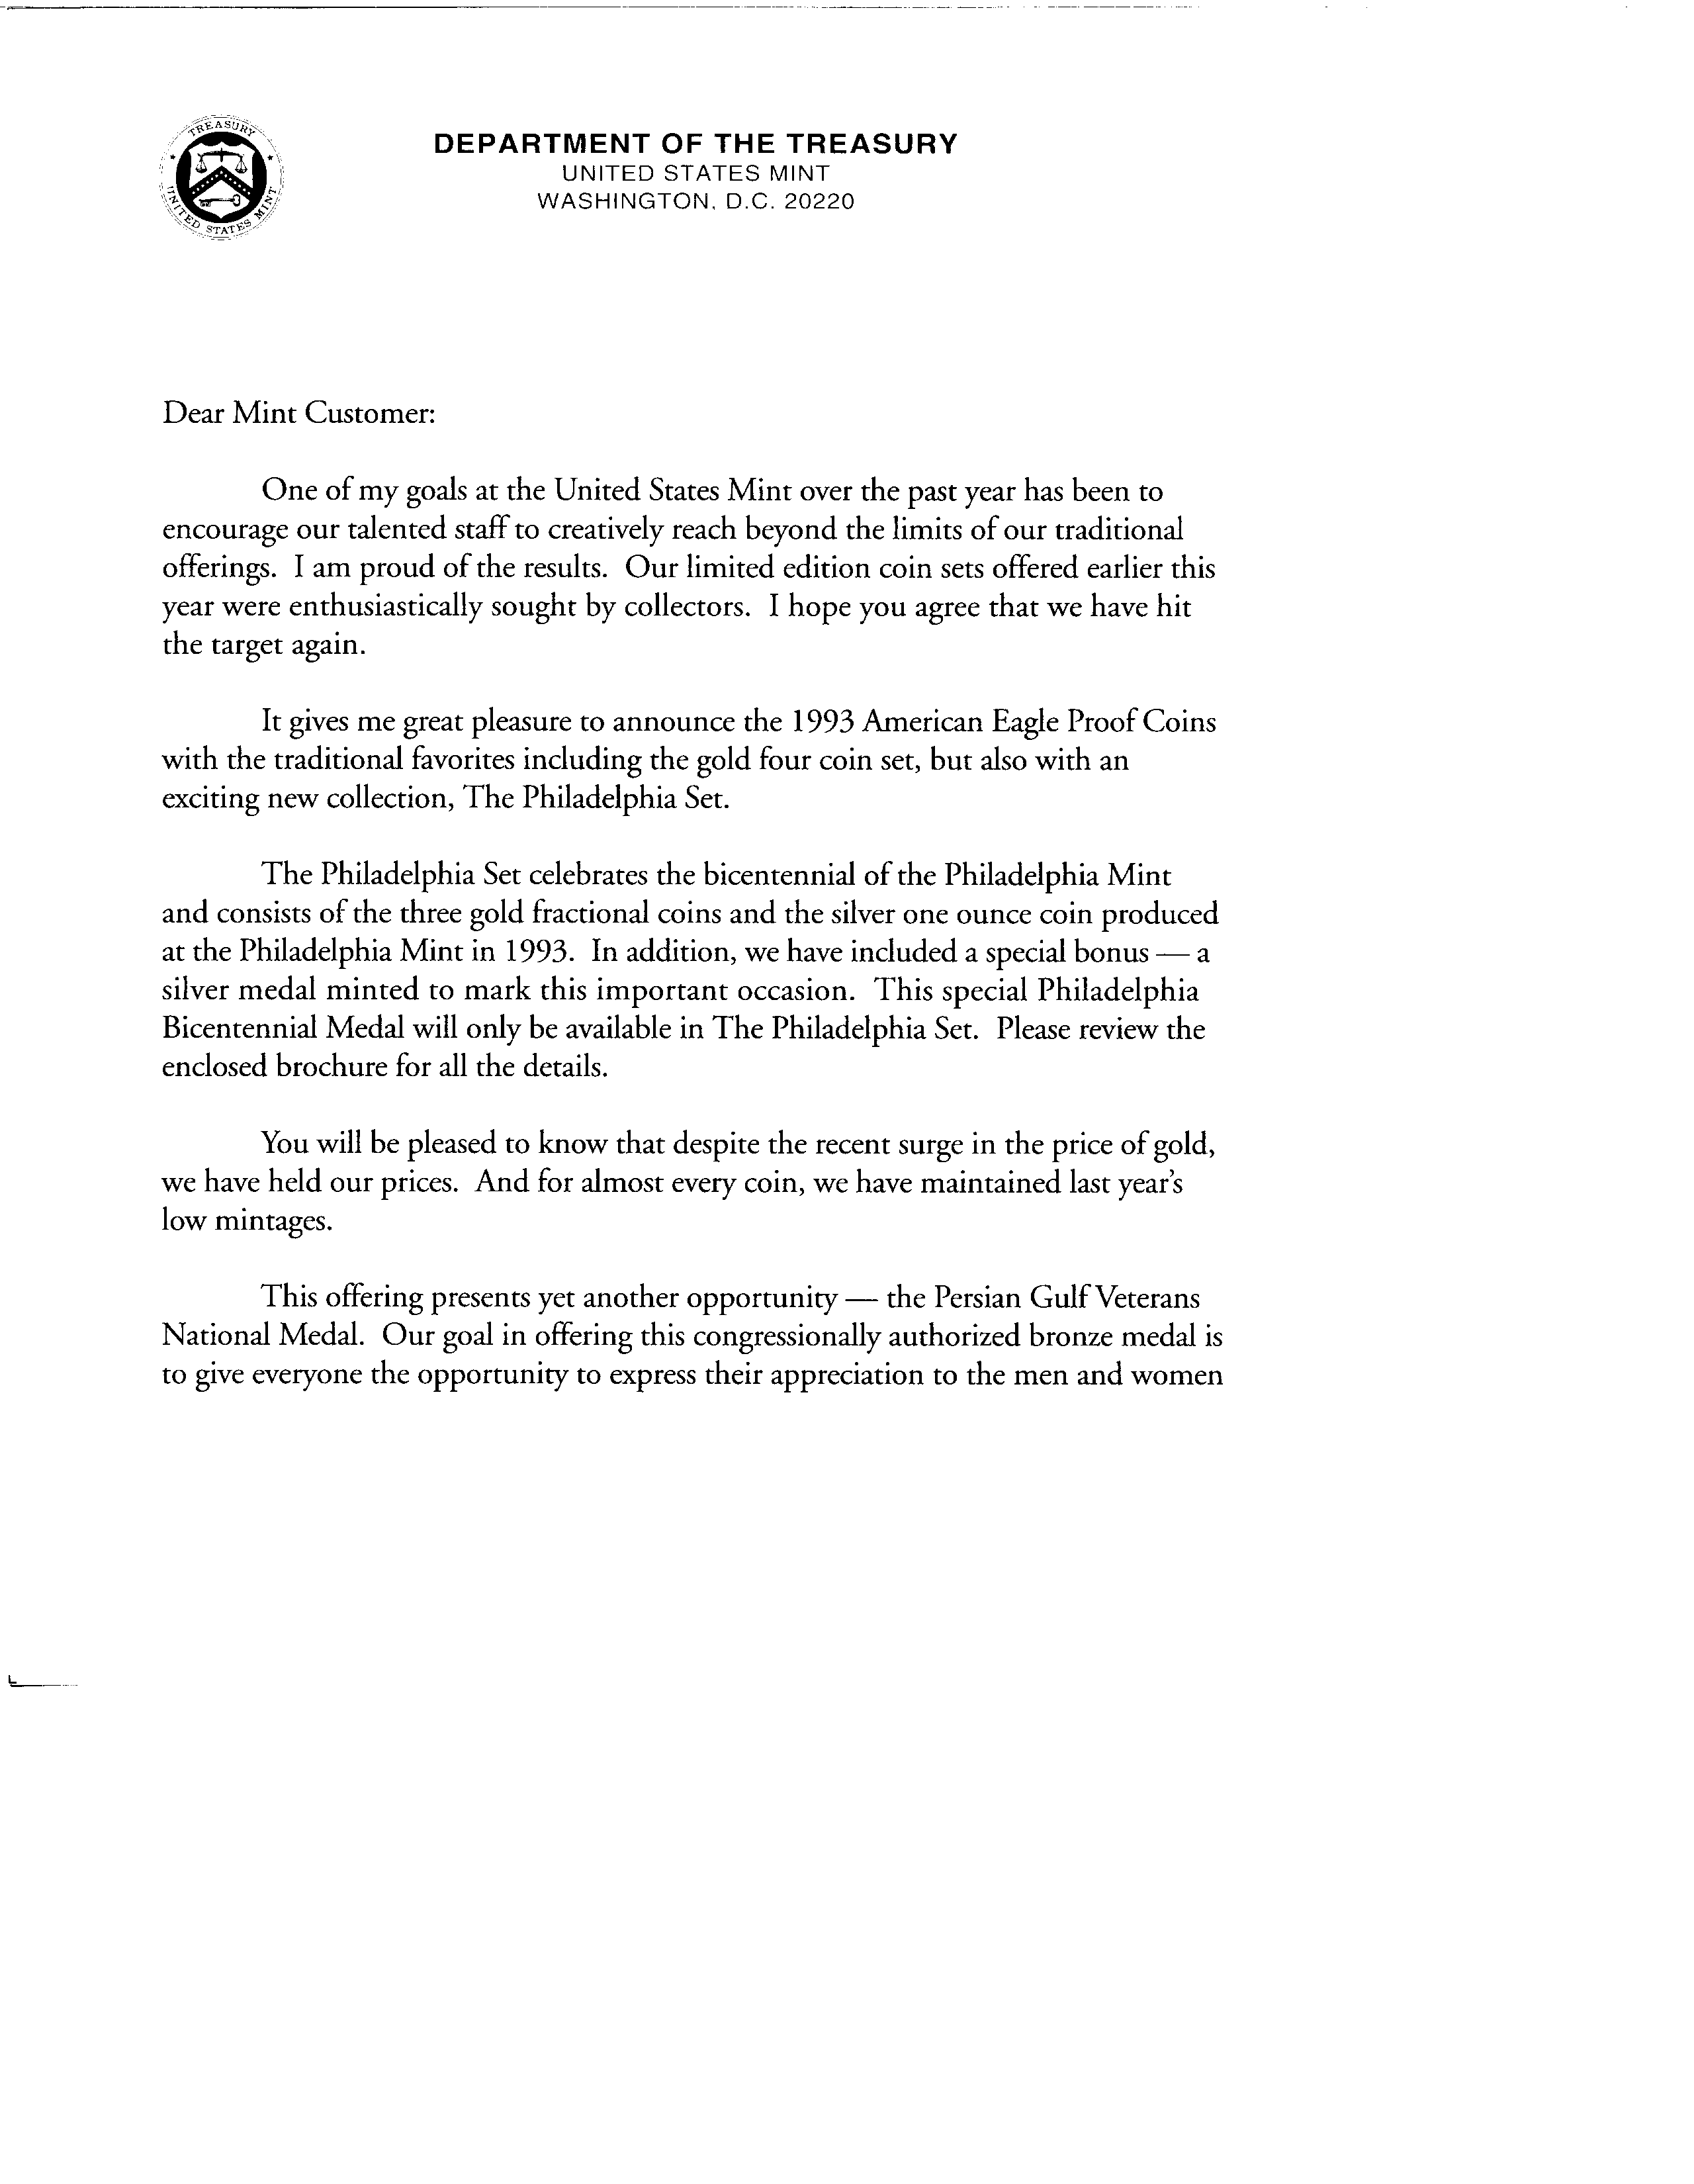 TREASURY
UNITED STATES MINT
DEPARTMENT OF THE TREASURY
UNITED STATES MINT
WASHINGTON, D.C. 20220
Dear Mint Customer:
One of my goals at the United States Mint over the past year has been to
encourage our talented staff to creatively reach beyond the limits of our traditional
offerings.  I am proud of the results.  Our limited edition coin sets offered earlier this
year were enthusiastically sought by collectors.  I hope you agree that we have hit
the target again.
It gives me great pleasure to announce the 1993 American Eagle Proof Coins
with the traditional favorites including the gold four coin set, but also with an
exciting new collection, The Philadelphia Set.
The Philadelphia Set celebrates the bicentennial of the Philadelphia Mint
and consists of the three gold fractional coins and the silver one ounce coin produced
at the Philadelphia Mint in 1993.  In addition, we have included a special bonus — a
silver medal minted to mark this important occasion.  This special Philadelphia
Bicentennial Medal will only be available in The Philadelphia Set.  Please review the
enclosed brochure for all the details.
You will be pleased to know that despite the recent surge in the price of gold,
we have held our prices.  And for almost every coin, we have maintained last year's
low mintages.
This offering presents yet another opportunity — the Persian Gulf Veterans
National Medal.  Our goal in offering this congressionally authorized bronze medal is
to give everyone the opportunity to express their appreciation to the men and women